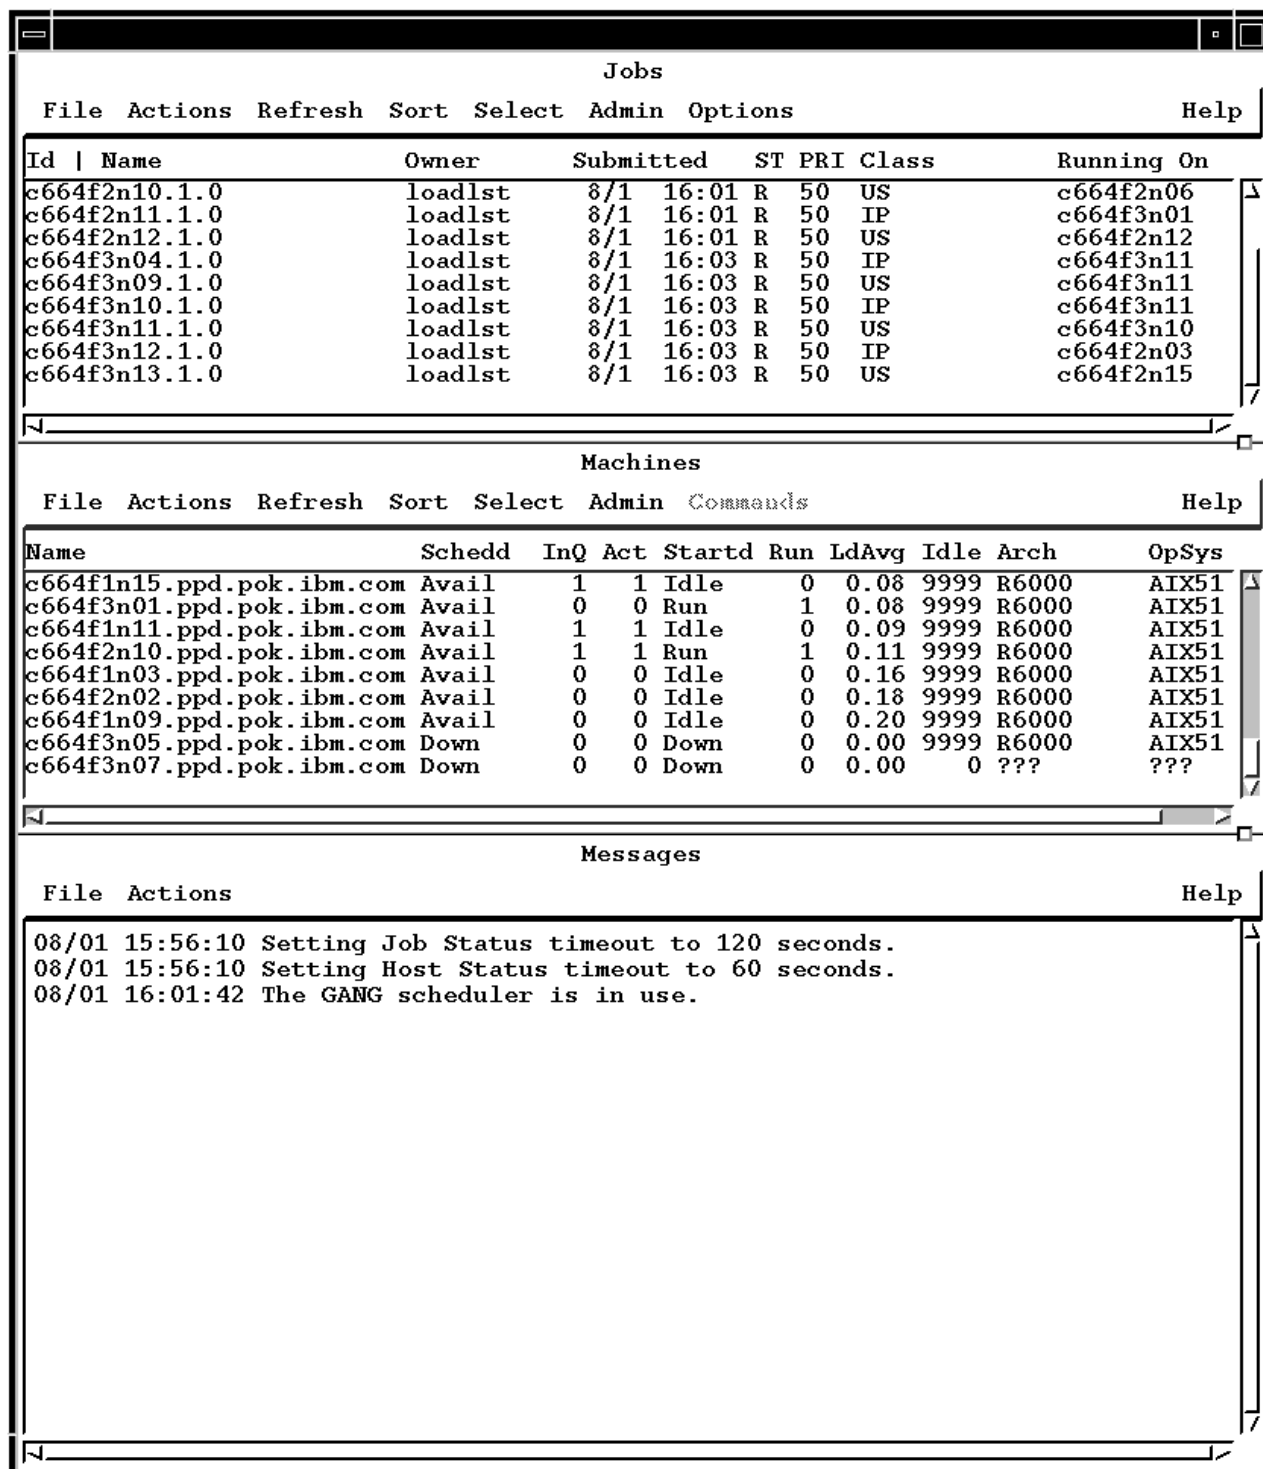 Jobs
File Actions Refresh Sort Select Admin Options Help
Id | Name Owner Submitted ST PRI Class Running On
c664f2n10.1.0 loadlst 8/1 16:01 R 50 US c664f2n06
c664f2n11.1.0 loadlst 8/1 16:01 R 50 IP c664f3n01
c664f2n12.1.0 loadlst 8/1 16:01 R 50 US c664f2n12
c664f3n04.1.0 loadlst 8/1 16:03 R 50 IP c664f3n11
c664f3n09.1.0 loadlst 8/1 16:03 R 50 US c664f3n11
c664f3n10.1.0 loadlst 8/1 16:03 R 50 IP c664f3n11
c664f3n11.1.0 loadlst 8/1 16:03 R 50 US c664f3n10
c664f3n12.1.0 loadlst 8/1 16:03 R 50 IP c664f2n03
c664f3n13.1.0 loadlst 8/1 16:03 R 50 US c664f2n15
Machines
File Actions Refresh Sort Select Admin Commands Help
Name Schedd InQ Act Startd Run LdAvg Idle Arch OpSys
c664f1n15.ppd.pok.ibm.com Avail 1 1 Idle 0 0.08 9999 R6000 AIX51
c664f3n01.ppd.pok.ibm.com Avail 0 0 Run 1 0.08 9999 R6000 AIX51
c664f1n11.ppd.pok.ibm.com Avail 1 1 Idle 0 0.09 9999 R6000 AIX51
c664f2n10.ppd.pok.ibm.com Avail 1 1 Run 1 0.11 9999 R6000 AIX51
c664f1n03.ppd.pok.ibm.com Avail 0 0 Idle 0 0.16 9999 R6000 AIX51
c664f2n02.ppd.pok.ibm.com Avail 0 0 Idle 0 0.18 9999 R6000 AIX51
c664f1n09.ppd.pok.ibm.com Avail 0 0 Idle 0 0.20 9999 R6000 AIX51
c664f3n05.ppd.pok.ibm.com Down 0 0 Down 0 0.00 9999 R6000 AIX51
c664f3n07.ppd.pok.ibm.com Down 0 0 Down 0 0.00 0 ??? ???
Messages
File Actions Help
08/01 15:56:10 Setting Job Status timeout to 120 seconds.
08/01 15:56:10 Setting Host Status timeout to 60 seconds.
08/01 16:01:42 The GANG scheduler is in use.